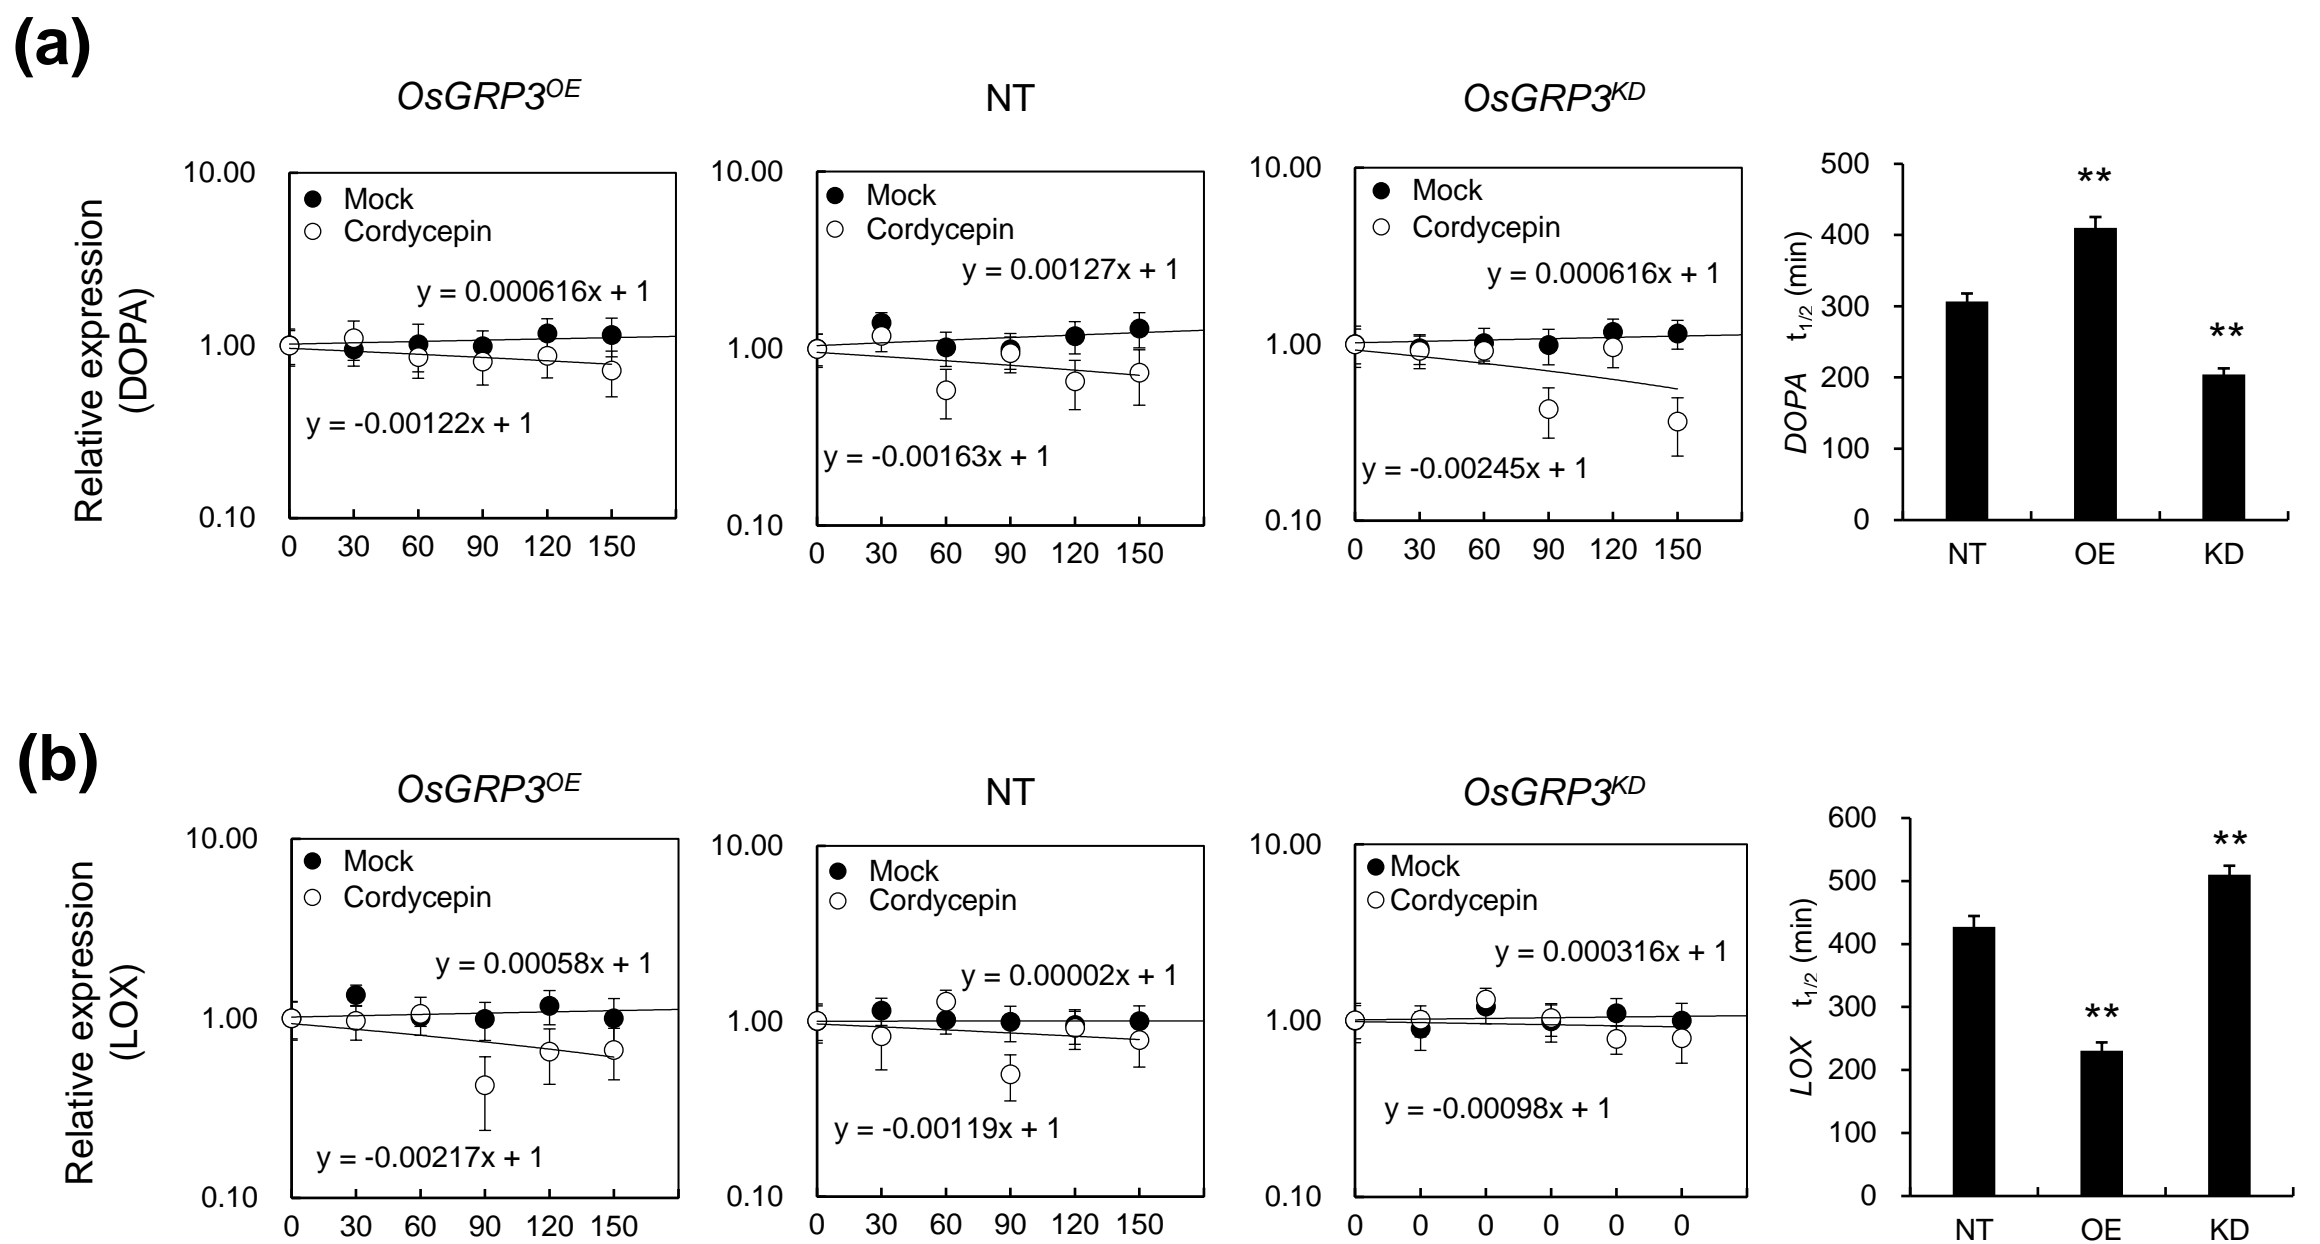 (a)
OsGRP3^OE
NT
OsGRP3^KD
Relative expression
(DOPA)
10.00
1.00
0.10
Mock
Cordycepin
y = 0.000616x + 1
y = -0.00122x + 1
0 30 60 90 120 150
10.00
1.00
0.10
Mock
Cordycepin
y = 0.00127x + 1
y = -0.00163x + 1
0 30 60 90 120 150
10.00
1.00
0.10
Mock
Cordycepin
y = 0.000616x + 1
y = -0.00245x + 1
0 30 60 90 120 150
DOPA t1/2 (min)
500
400
300
200
100
0
**
**
NT OE KD
(b)
OsGRP3^OE
NT
OsGRP3^KD
Relative expression
(LOX)
10.00
1.00
0.10
Mock
Cordycepin
y = 0.00058x + 1
y = -0.00217x + 1
0 30 60 90 120 150
10.00
1.00
0.10
Mock
Cordycepin
y = 0.00002x + 1
y = -0.00119x + 1
0 30 60 90 120 150
10.00
1.00
0.10
Mock
Cordycepin
y = 0.000316x + 1
y = -0.00098x + 1
0 0 0 0 0 0
LOX t1/2 (min)
600
500
400
300
200
100
0
**
**
NT OE KD